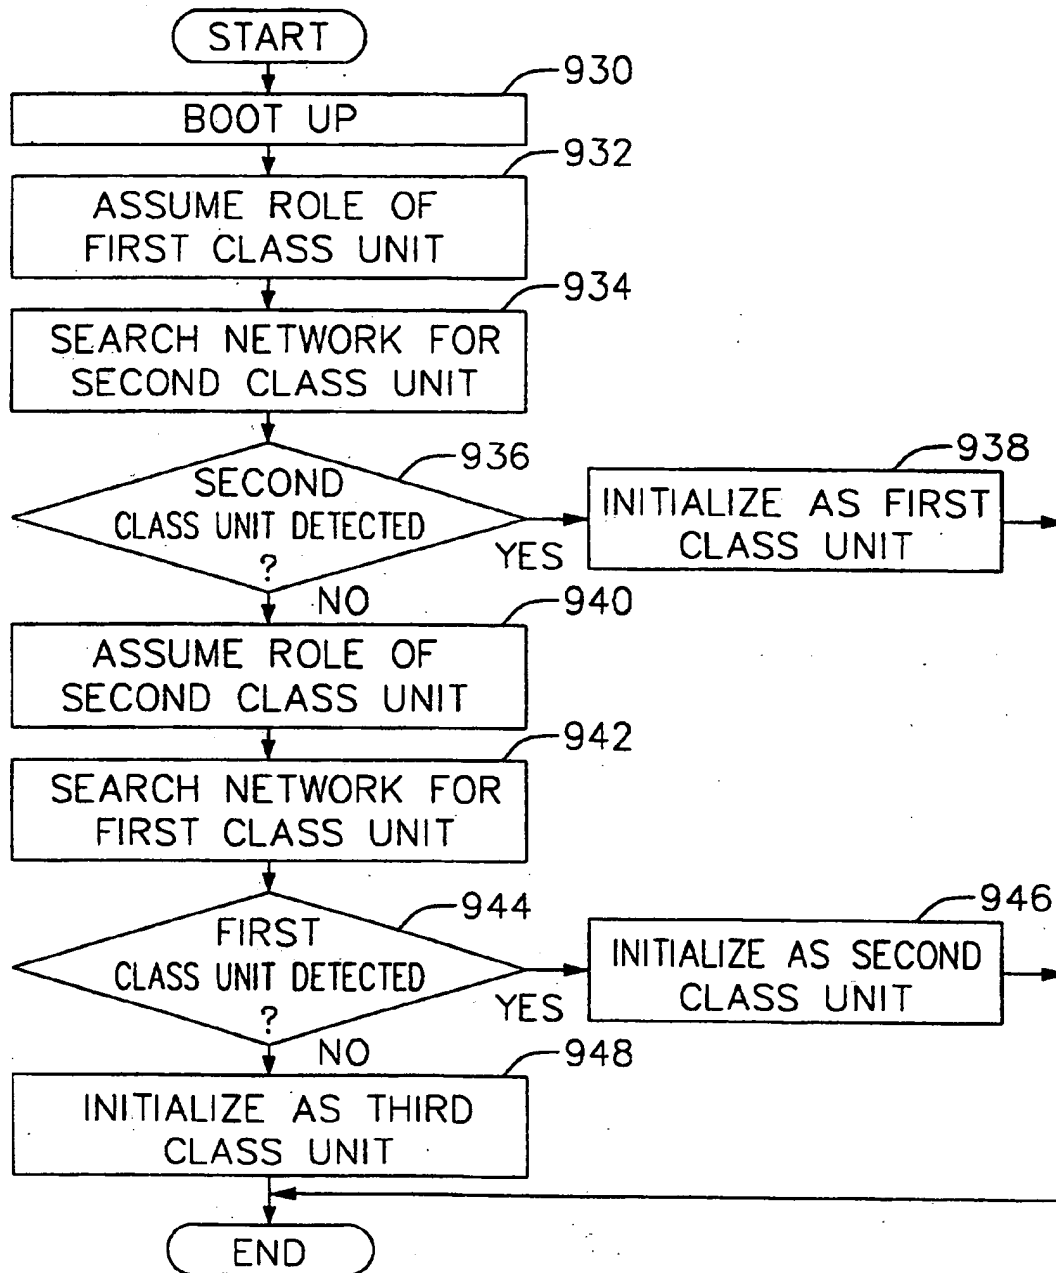 START
930
BOOT UP
932
ASSUME ROLE OF
FIRST CLASS UNIT
934
SEARCH NETWORK FOR
SECOND CLASS UNIT
936
SECOND
CLASS UNIT DETECTED
?
YES
NO
938
INITIALIZE AS FIRST
CLASS UNIT
940
ASSUME ROLE OF
SECOND CLASS UNIT
942
SEARCH NETWORK FOR
FIRST CLASS UNIT
944
FIRST
CLASS UNIT DETECTED
?
YES
NO
946
INITIALIZE AS SECOND
CLASS UNIT
948
INITIALIZE AS THIRD
CLASS UNIT
END